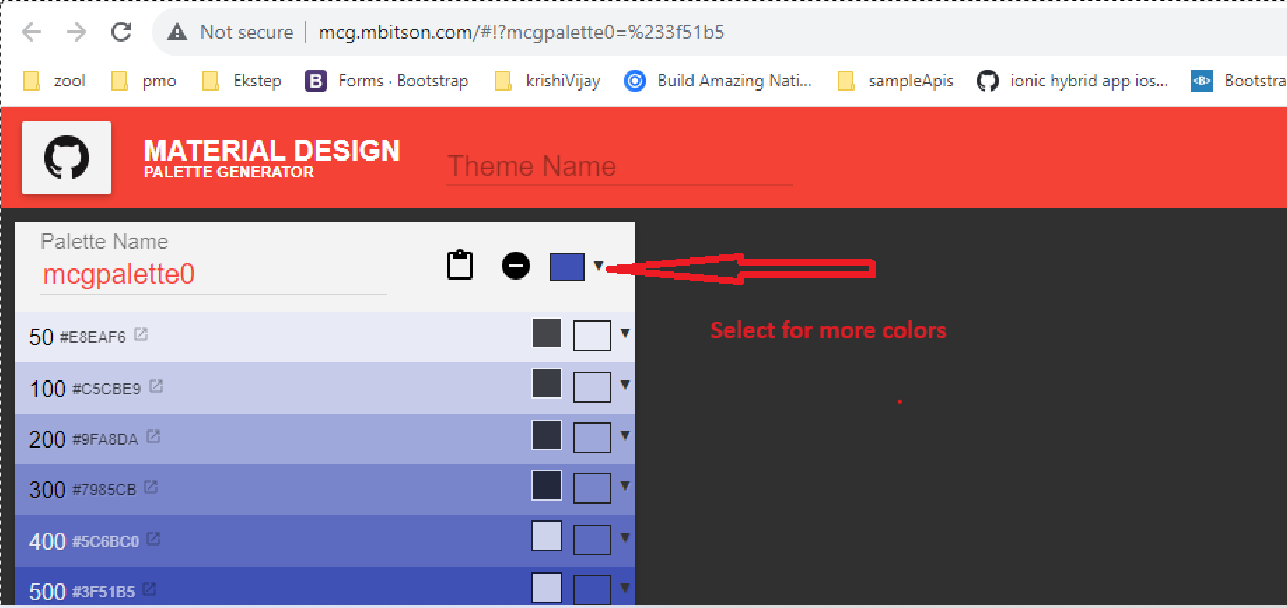 Not secure | mcg.mbitson.com/#!?mcgpalette0=%233f51b5
zool pmo Ekstep B Forms · Bootstrap krishiVijay Build Amazing Nati... sampleApis ionic hybrid app ios... <B> Bootstra
MATERIAL DESIGN
PALETTE GENERATOR
Theme Name
Palette Name
mcgpalette0
Select for more colors
50 #E8EAF6
100 #C5CBE9
200 #9FA8DA
300 #7985CB
400 #5C6BC0
500 #3F51B5